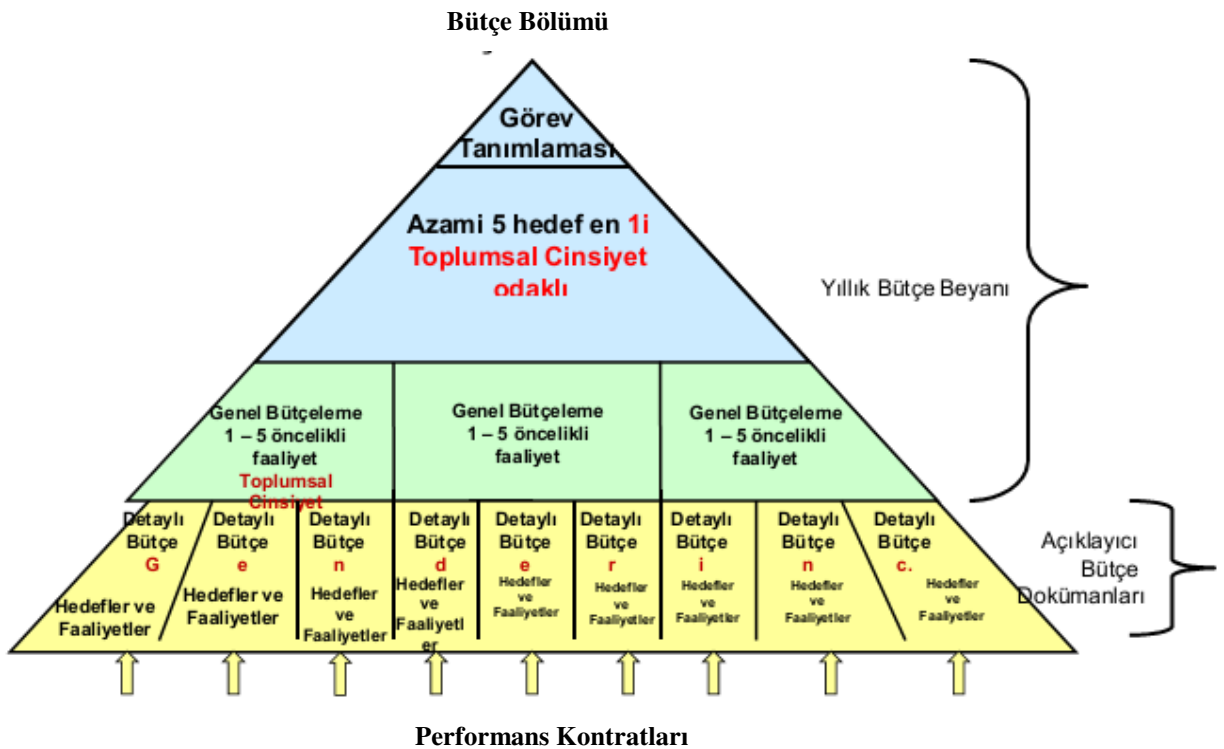 Bütçe Bölümü
Görev
Tanımlaması
Azami 5 hedef en 1i
Toplumsal Cinsiyet
odaklı
Yıllık Bütçe Beyanı
Genel Bütçeleme
1 – 5 öncelikli
faaliyet
Toplumsal
Cinsiyet
Genel Bütçeleme
1 – 5 öncelikli
faaliyet
Genel Bütçeleme
1 – 5 öncelikli
faaliyet
Detaylı
Bütçe
G
Hedefler ve
Faaliyetler
Detaylı
Bütçe
e
Hedefler ve
Faaliyetler
Detaylı
Bütçe
n
Hedefler
ve
Faaliyetler
Detaylı
Bütçe
d
Hedefler
ve
Faaliyetl
er
Detaylı
Bütçe
e
Hedefler
ve
Faaliyetler
Detaylı
Bütçe
r
Hedefler
ve
Faaliyetler
Detaylı
Bütçe
i
Hedefler
ve
Faaliyetler
Detaylı
Bütçe
n
Hedefler
ve
Faaliyetler
Detaylı
Bütçe
c.
Hedefler
ve
Faaliyetler
Açıklayıcı
Bütçe
Dokümanları
Performans Kontratları